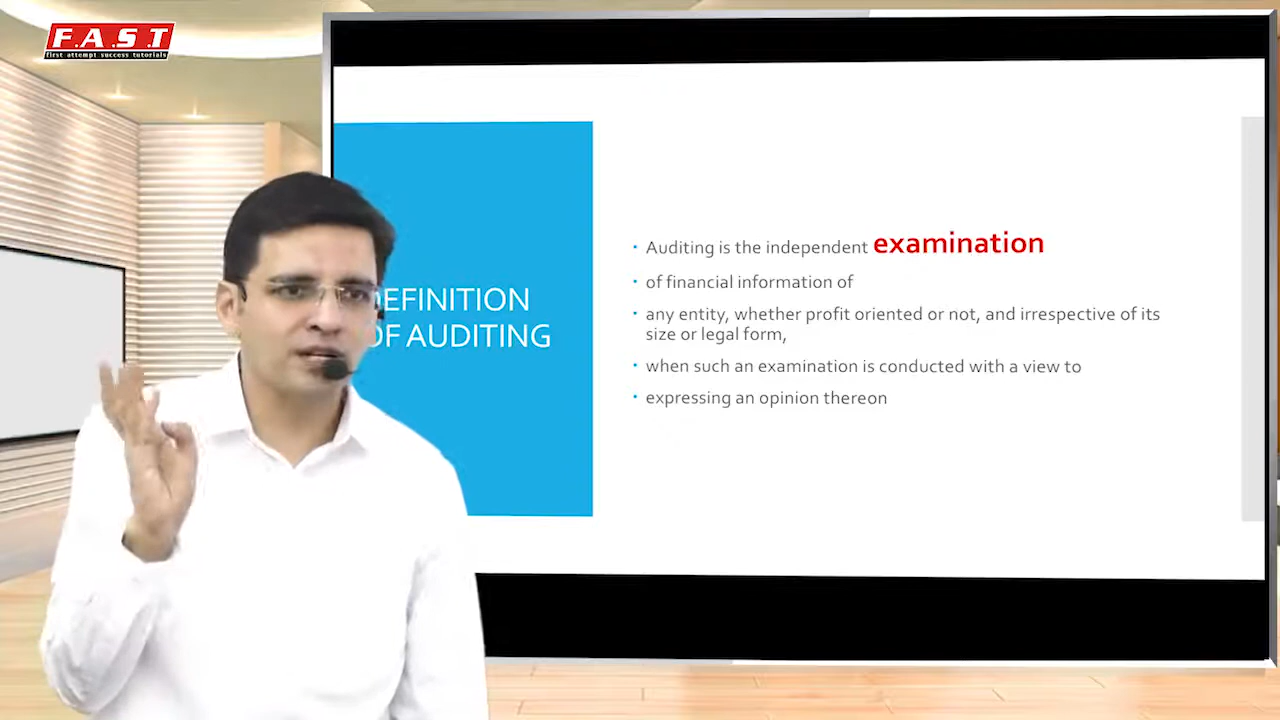 F.A.S.T
first attempt success tutorials
EFINITION
OF AUDITING
• Auditing is the independent examination
• of financial information of
• any entity, whether profit oriented or not, and irrespective of its
size or legal form,
• when such an examination is conducted with a view to
• expressing an opinion thereon